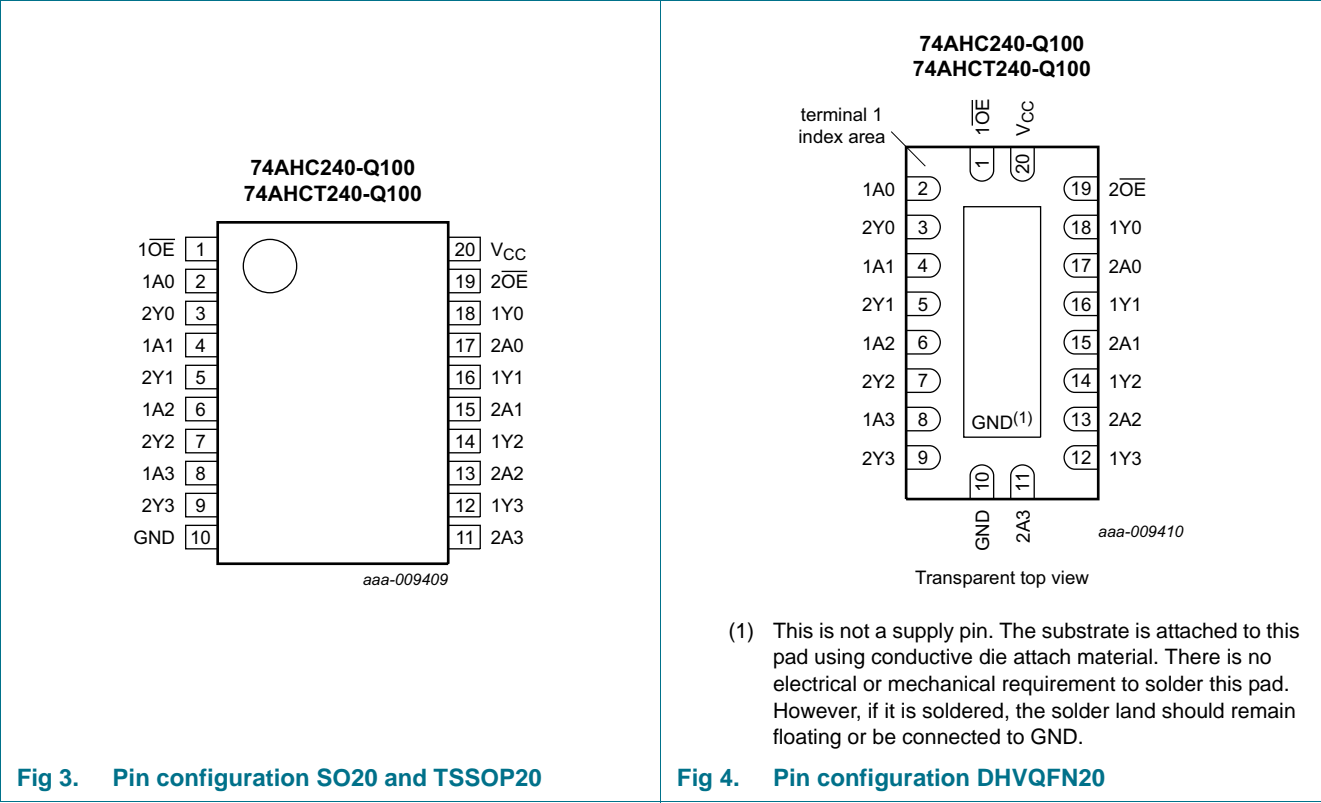 74AHC240-Q100
74AHCT240-Q100
1OE 1
1A0 2
2Y0 3
1A1 4
2Y1 5
1A2 6
2Y2 7
1A3 8
2Y3 9
GND 10
20 VCC
19 2OE
18 1Y0
17 2A0
16 1Y1
15 2A1
14 1Y2
13 2A2
12 1Y3
11 2A3
aaa-009409
Fig 3. Pin configuration SO20 and TSSOP20
74AHC240-Q100
74AHCT240-Q100
terminal 1
index area
1OE
VCC
1
20
1A0 2
2Y0 3
1A1 4
2Y1 5
1A2 6
2Y2 7
1A3 8
2Y3 9
19 2OE
18 1Y0
17 2A0
16 1Y1
15 2A1
14 1Y2
13 2A2
12 1Y3
GND(1)
10
11
GND
2A3
aaa-009410
Transparent top view
(1) This is not a supply pin. The substrate is attached to this
pad using conductive die attach material. There is no
electrical or mechanical requirement to solder this pad.
However, if it is soldered, the solder land should remain
floating or be connected to GND.
Fig 4. Pin configuration DHVQFN20